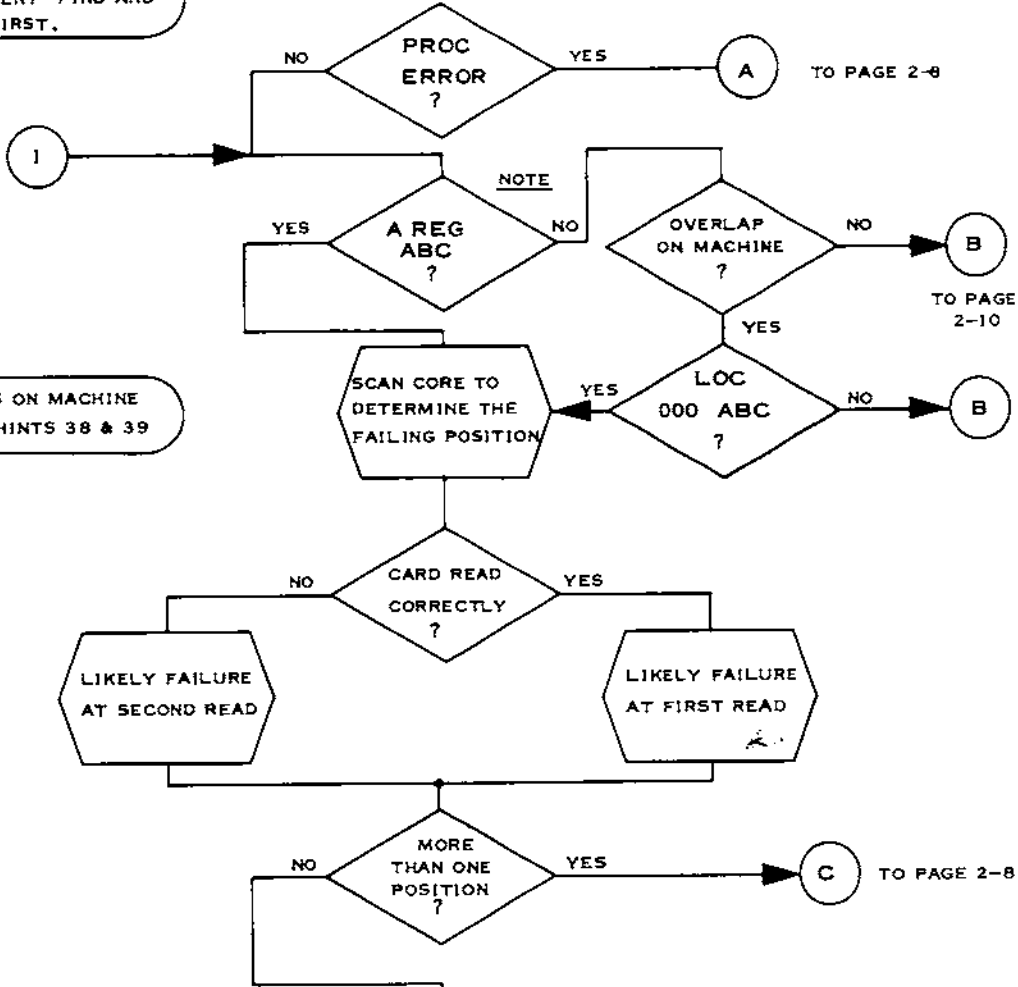 FIND AND
FIRST.
PROC
ERROR
?
NO
YES
A
TO PAGE 2-8
1
NOTE
A REG
ABC
?
YES
NO
OVERLAP
ON MACHINE
?
NO
B
TO PAGE
2-10
YES
LOC
000 ABC
?
YES
NO
B
SCAN CORE TO
DETERMINE THE
FAILING POSITION
ON MACHINE
HINTS 38 & 39
CARD READ
CORRECTLY
?
NO
YES
LIKELY FAILURE
AT SECOND READ
LIKELY FAILURE
AT FIRST READ
MORE
THAN ONE
POSITION
?
NO
YES
C
TO PAGE 2-8